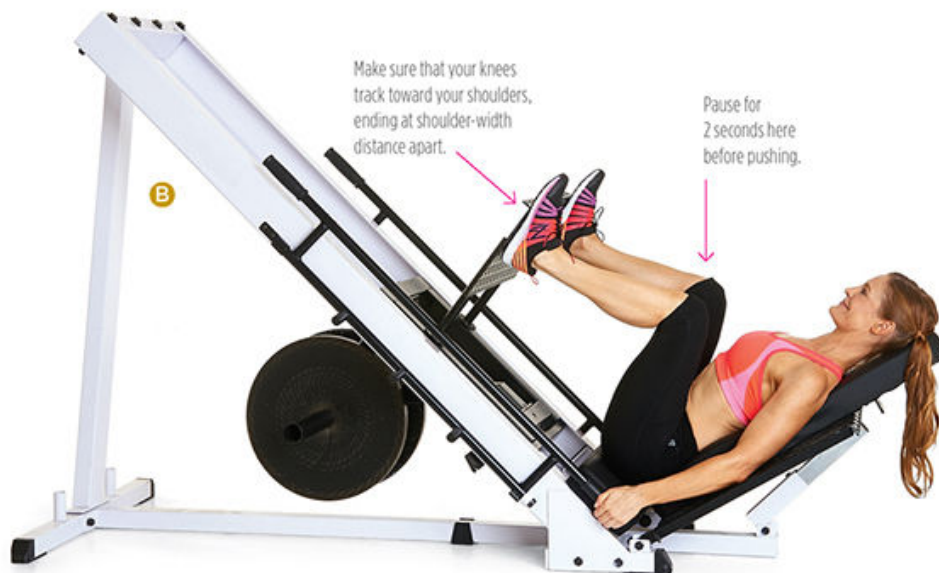 Make sure that your knees
track toward your shoulders,
ending at shoulder-width
distance apart.
Pause for
2 seconds here
before pushing.
B